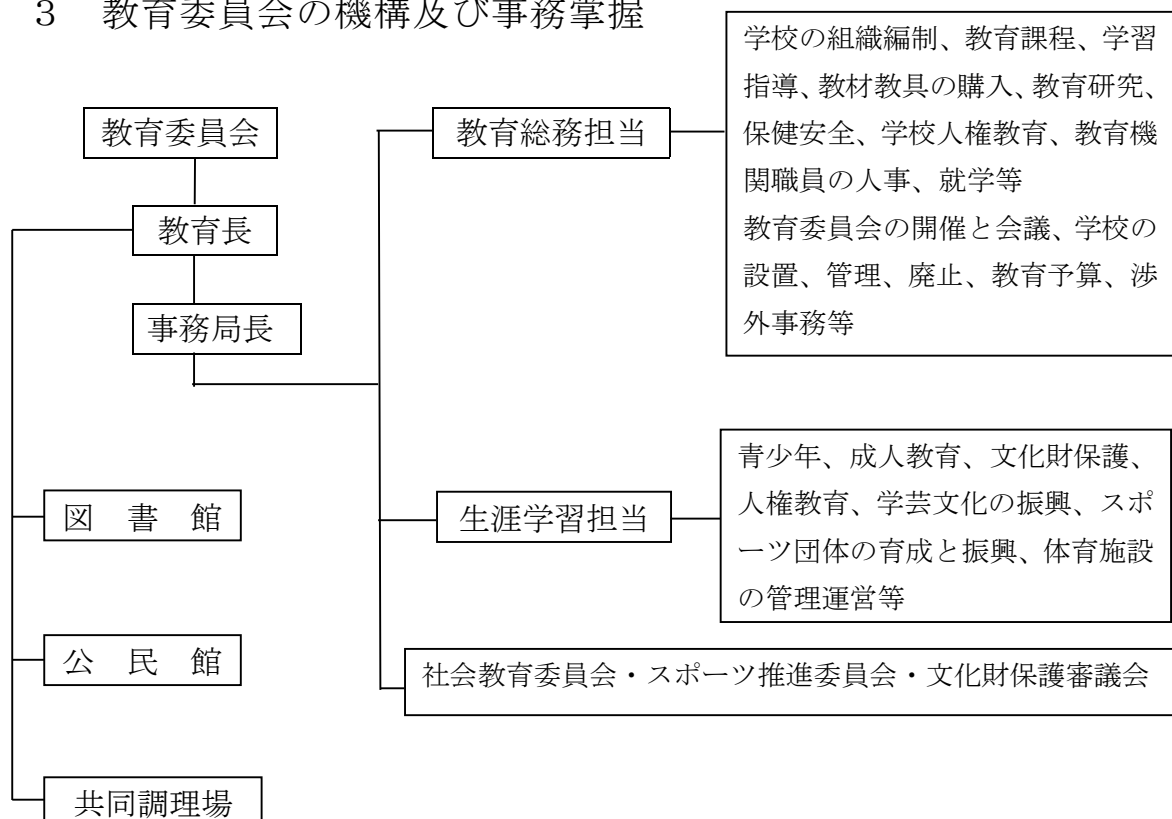 ３　教育委員会の機構及び事務掌握
教育委員会
教育長
事務局長
図　書　館
公　民　館
共同調理場
教育総務担当
学校の組織編制、教育課程、学習
指導、教材教具の購入、教育研究、
保健安全、学校人権教育、教育機
関職員の人事、就学等
教育委員会の開催と会議、学校の
設置、管理、廃止、教育予算、渉
外事務等
生涯学習担当
青少年、成人教育、文化財保護、
人権教育、学芸文化の振興、スポ
ーツ団体の育成と振興、体育施設
の管理運営等
社会教育委員会・スポーツ推進委員会・文化財保護審議会